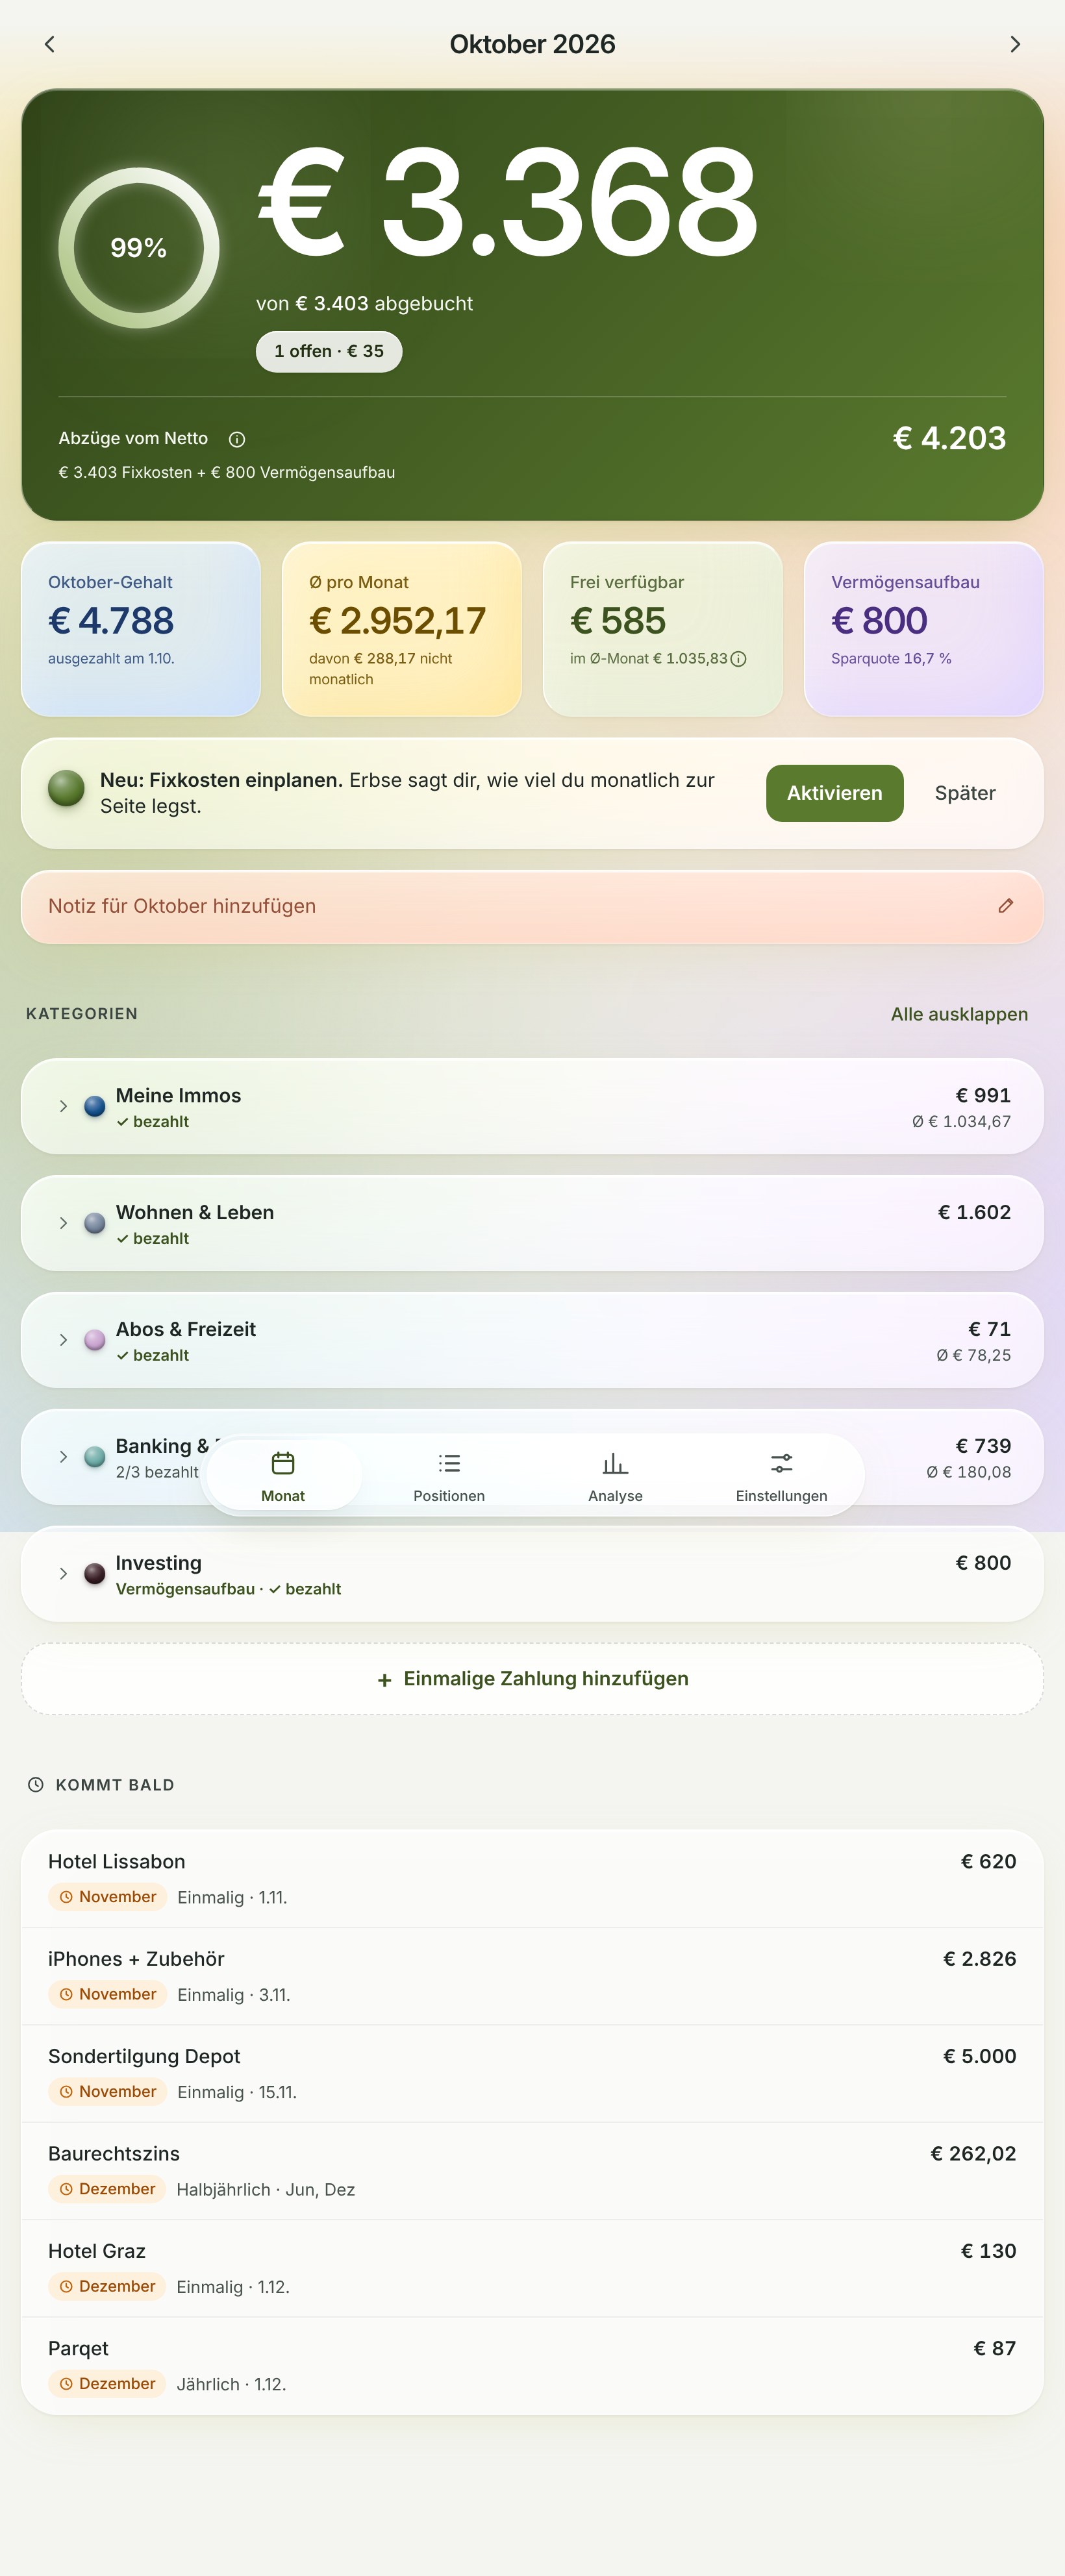 Oktober 2026
€ 3.368
99%
von € 3.403 abgebucht
1 offen · € 35
Abzüge vom Netto
€ 4.203
€ 3.403 Fixkosten + € 800 Vermögensaufbau
Oktober-Gehalt
€ 4.788
ausgezahlt am 1.10.
Ø pro Monat
€ 2.952,17
davon € 288,17 nicht
monatlich
Frei verfügbar
€ 585
im Ø-Monat € 1.035,83
Vermögensaufbau
€ 800
Sparquote 16,7 %
Neu: Fixkosten einplanen. Erbse sagt dir, wie viel du monatlich zur
Seite legst.
Aktivieren
Später
Notiz für Oktober hinzufügen
KATEGORIEN
Alle ausklappen
Meine Immos
€ 991
✓ bezahlt
Ø € 1.034,67
Wohnen & Leben
€ 1.602
✓ bezahlt
Abos & Freizeit
€ 71
✓ bezahlt
Ø € 78,25
Banking &
€ 739
2/3 bezahlt
Ø € 180,08
Monat
Positionen
Analyse
Einstellungen
Investing
€ 800
Vermögensaufbau · ✓ bezahlt
+ Einmalige Zahlung hinzufügen
KOMMT BALD
Hotel Lissabon
€ 620
November Einmalig · 1.11.
iPhones + Zubehör
€ 2.826
November Einmalig · 3.11.
Sondertilgung Depot
€ 5.000
November Einmalig · 15.11.
Baurechtszins
€ 262,02
Dezember Halbjährlich · Jun, Dez
Hotel Graz
€ 130
Dezember Einmalig · 1.12.
Parqet
€ 87
Dezember Jährlich · 1.12.